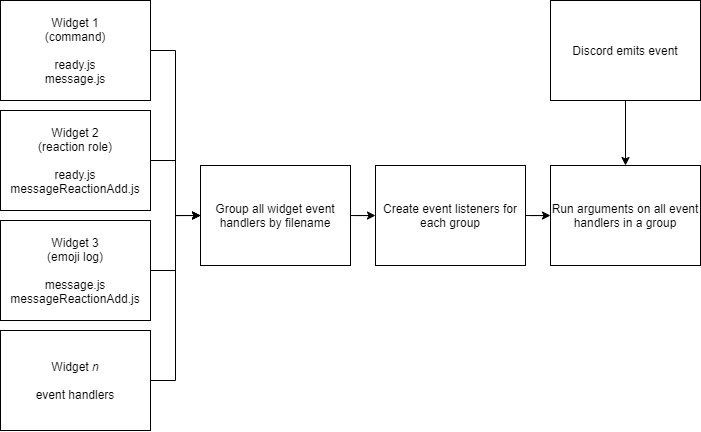 Widget 1
(command)
ready.js
message.js
Widget 2
(reaction role)
ready.js
messageReactionAdd.js
Widget 3
(emoji log)
message.js
messageReactionAdd.js
Widget n
event handlers
Group all widget event
handlers by filename
Create event listeners for
each group
Discord emits event
Run arguments on all event
handlers in a group